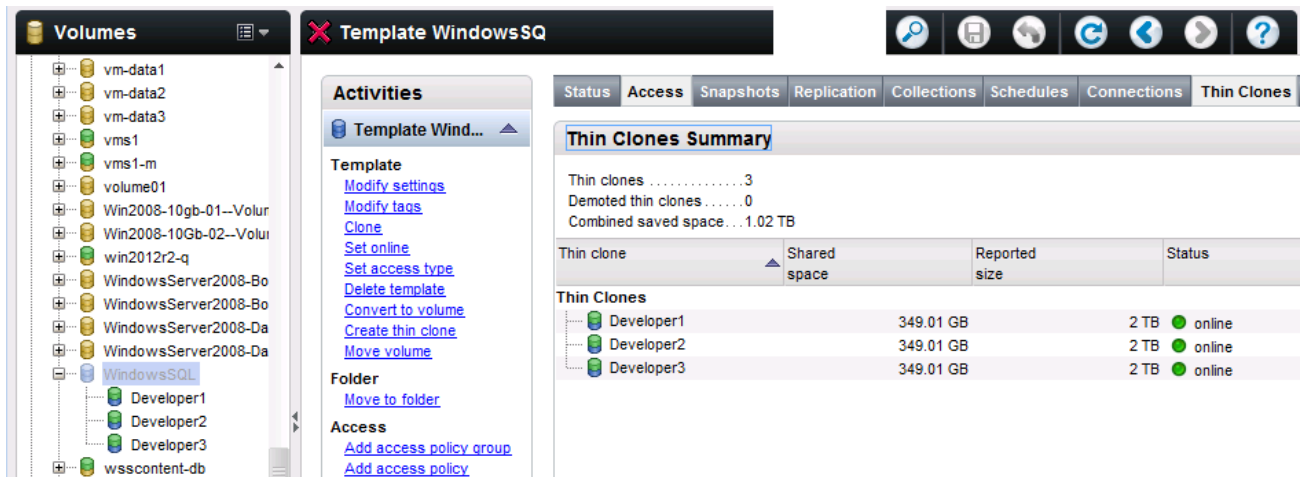 Volumes
vm-data1
vm-data2
vm-data3
vms1
vms1-m
volume01
Win2008-10gb-01--Volur
Win2008-10Gb-02--Volur
win2012r2-q
WindowsServer2008-Bo
WindowsServer2008-Bo
WindowsServer2008-Da
WindowsServer2008-Da
WindowsSQL
Developer1
Developer2
Developer3
wsscontent-db
Template WindowsSQ
Activities
Template Wind...
Template
Modify settings
Modify tags
Clone
Set online
Set access type
Delete template
Convert to volume
Create thin clone
Move volume
Folder
Move to folder
Access
Add access policy group
Add access policy
Status Access Snapshots Replication Collections Schedules Connections Thin Clones
Thin Clones Summary
Thin clones . . . . . . . . . . . . . . 3
Demoted thin clones . . . . . . 0
Combined saved space . . . 1.02 TB
Thin clone Shared space Reported size Status
Thin Clones
Developer1 349.01 GB 2 TB online
Developer2 349.01 GB 2 TB online
Developer3 349.01 GB 2 TB online